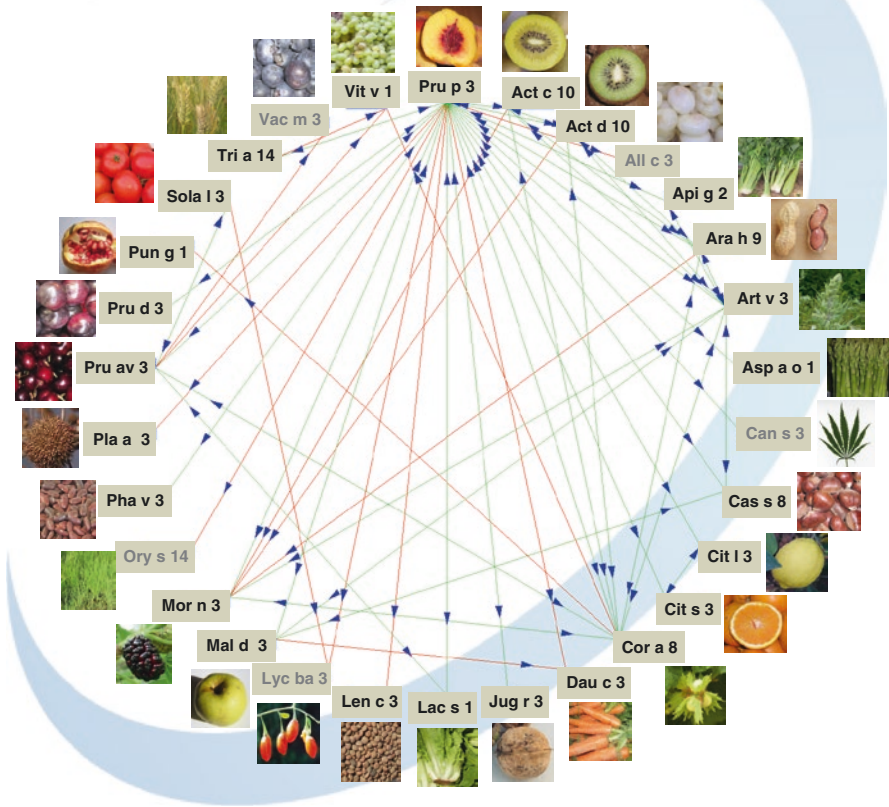 Pru p 3
Act c 10
Act d 10
All c 3
Api g 2
Ara h 9
Art v 3
Asp a o 1
Can s 3
Cas s 8
Cit l 3
Cit s 3
Cor a 8
Dau c 3
Jug r 3
Lac s 1
Len c 3
Lyc ba 3
Mal d 3
Mor n 3
Ory s 14
Pha v 3
Pla a 3
Pru av 3
Pru d 3
Pun g 1
Sola l 3
Tri a 14
Vac m 3
Vit v 1